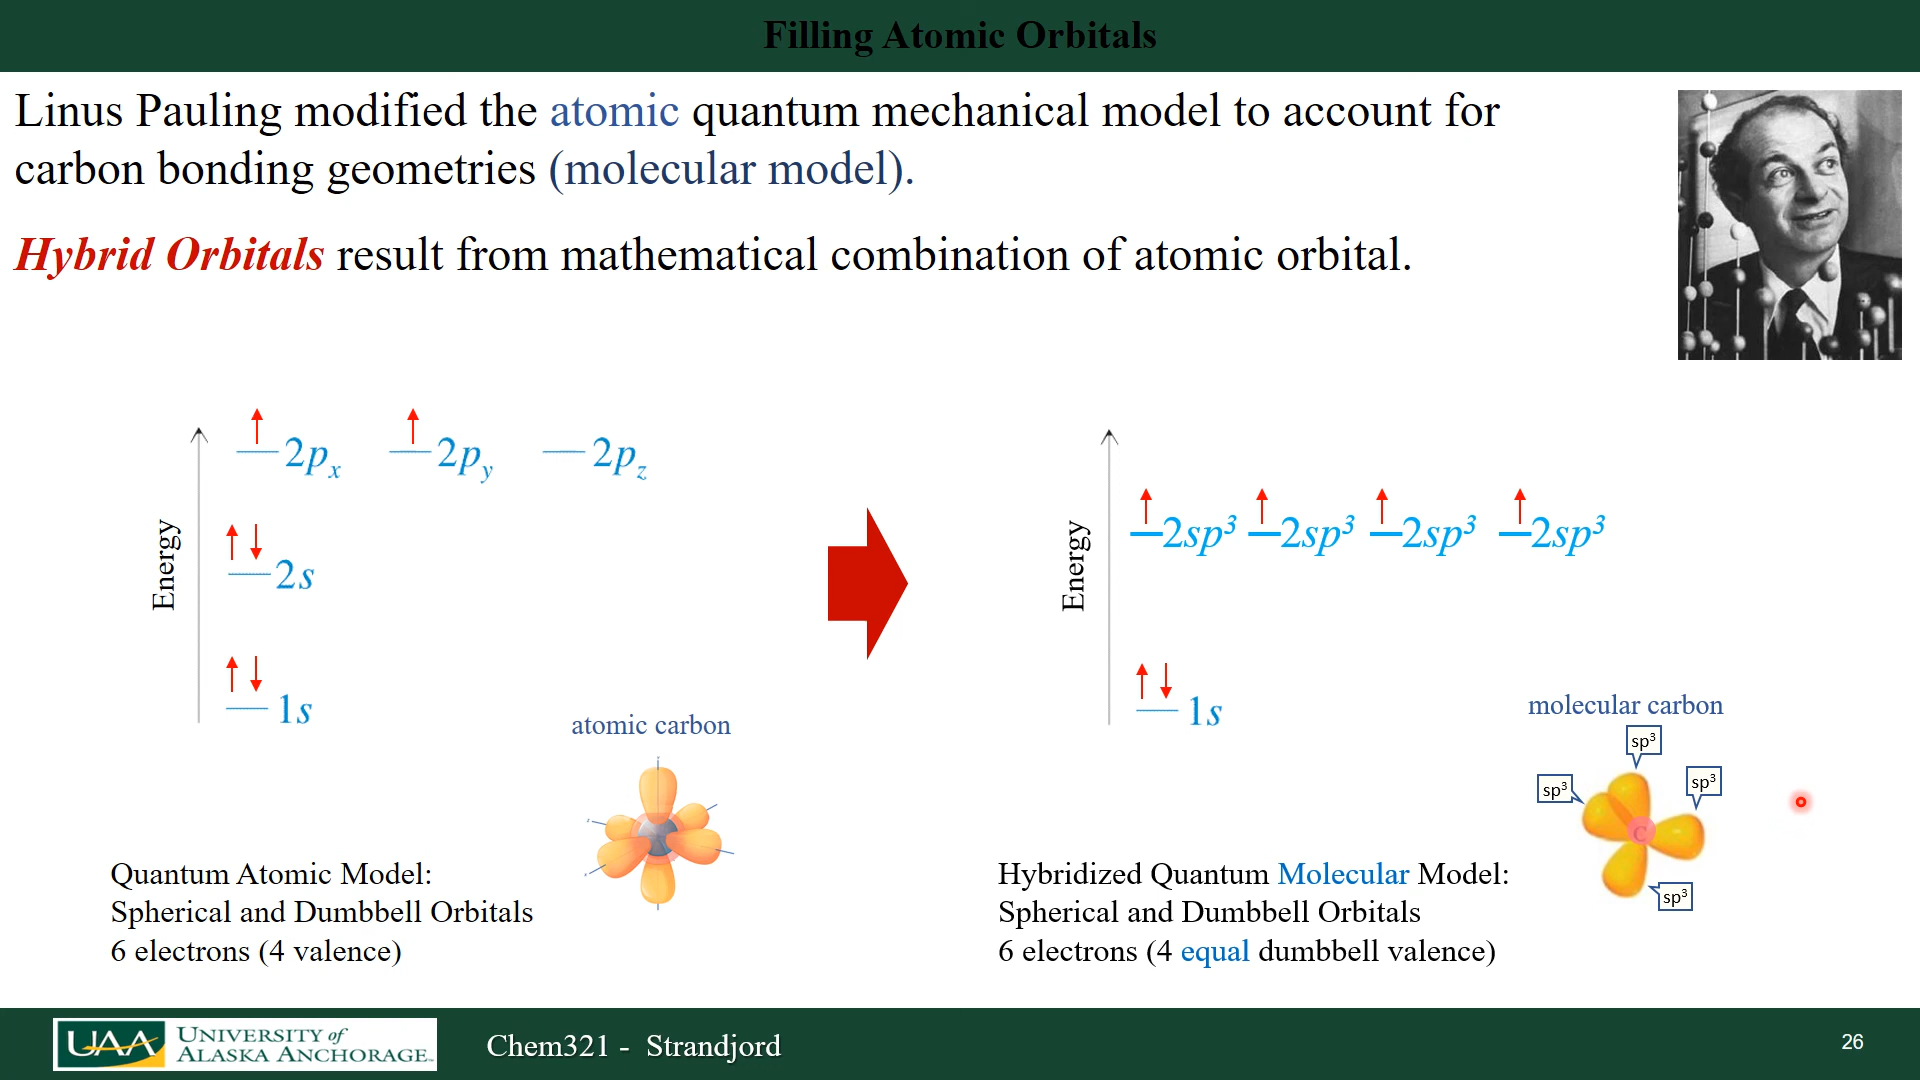 Filling Atomic Orbitals
Linus Pauling modified the atomic quantum mechanical model to account for
carbon bonding geometries (molecular model).
Hybrid Orbitals result from mathematical combination of atomic orbital.
Energy
2px 2py 2pz
2s
1s
atomic carbon
Quantum Atomic Model:
Spherical and Dumbbell Orbitals
6 electrons (4 valence)
Energy
2sp³ 2sp³ 2sp³ 2sp³
1s
molecular carbon
sp³
sp³
sp³
C
sp³
Hybridized Quantum Molecular Model:
Spherical and Dumbbell Orbitals
6 electrons (4 equal dumbbell valence)
UAA
UNIVERSITY of
ALASKA ANCHORAGE
Chem321 - Strandjord
26